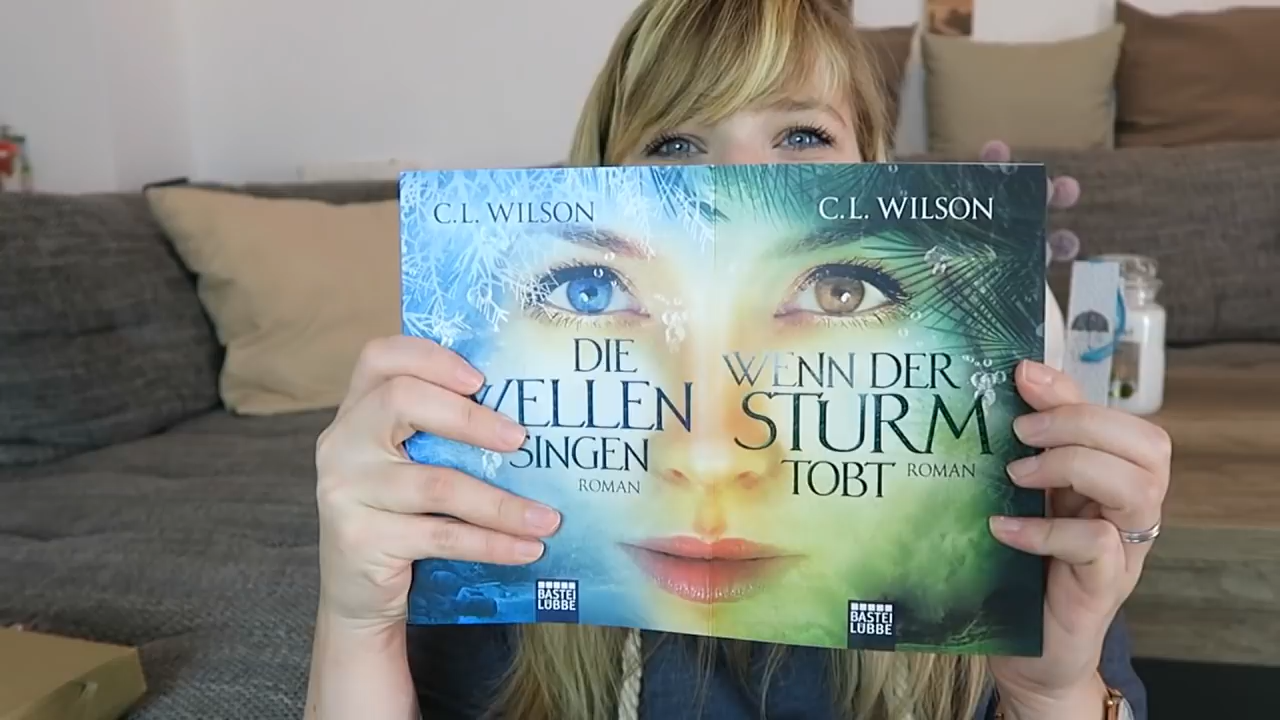 C.L. WILSON
DIE
WELLEN
SINGEN
ROMAN
BASTEI
LÜBBE
C.L. WILSON
WENN DER
STURM
TOBT ROMAN
BASTEI
LÜBBE